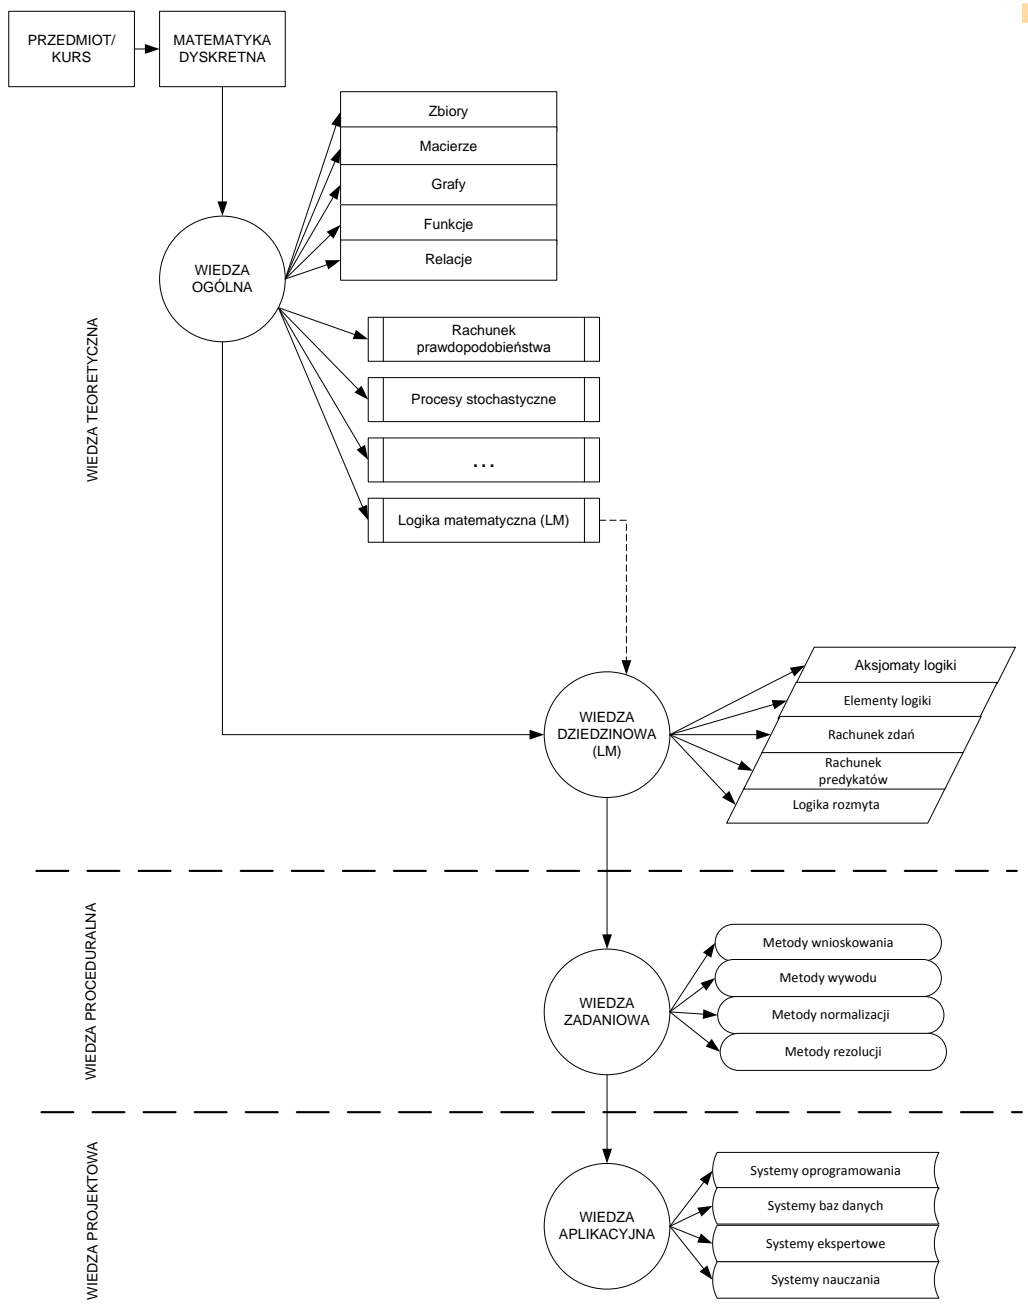 PRZEDMIOT/
KURS
MATEMATYKA
DYSKRETNA
Zbiory
Macierze
Grafy
Funkcje
Relacje
WIEDZA
OGÓLNA
WIEDZA TEORETYCZNA
Rachunek
prawdopodobieństwa
Procesy stochastyczne
...
Logika matematyczna (LM)
WIEDZA
DZIEDZINOWA
(LM)
Aksjomaty logiki
Elementy logiki
Rachunek zdań
Rachunek
predykatów
Logika rozmyta
WIEDZA PROCEDURALNA
WIEDZA
ZADANIOWA
Metody wnioskowania
Metody wywodu
Metody normalizacji
Metody rezolucji
WIEDZA PROJEKTOWA
WIEDZA
APLIKACYJNA
Systemy oprogramowania
Systemy baz danych
Systemy ekspertowe
Systemy nauczania